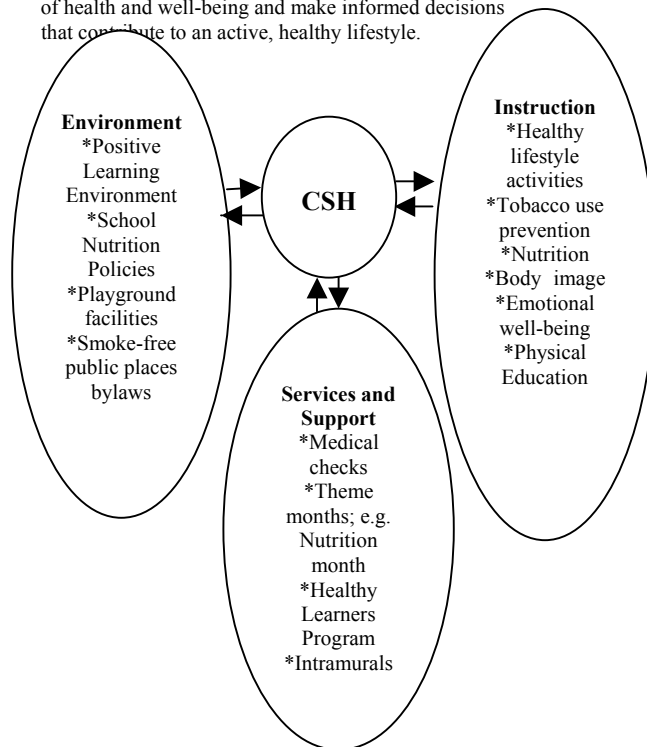 of health and well-being and make informed decisions
that contribute to an active, healthy lifestyle.
Environment
*Positive
Learning
Environment
*School
Nutrition
Policies
*Playground
facilities
*Smoke-free
public places
bylaws
CSH
Instruction
*Healthy
lifestyle
activities
*Tobacco use
prevention
*Nutrition
*Body image
*Emotional
well-being
*Physical
Education
Services and
Support
*Medical
checks
*Theme
months; e.g.
Nutrition
month
*Healthy
Learners
Program
*Intramurals